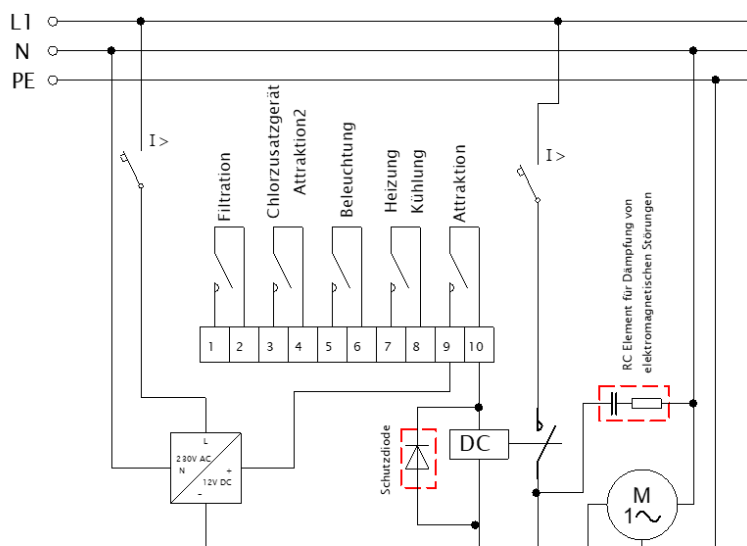 L1
N
PE
I >
I >
Filtration
Chlorzusatzgerät
Attraktion2
Beleuchtung
Heizung
Kühlung
Attraktion
RC Element für Dämpfung von
elektromagnetischen Störungen
1 2 3 4 5 6 7 8 9 10
Schutzdiode
DC
L
230V AC
N +
12V DC
–
M
1